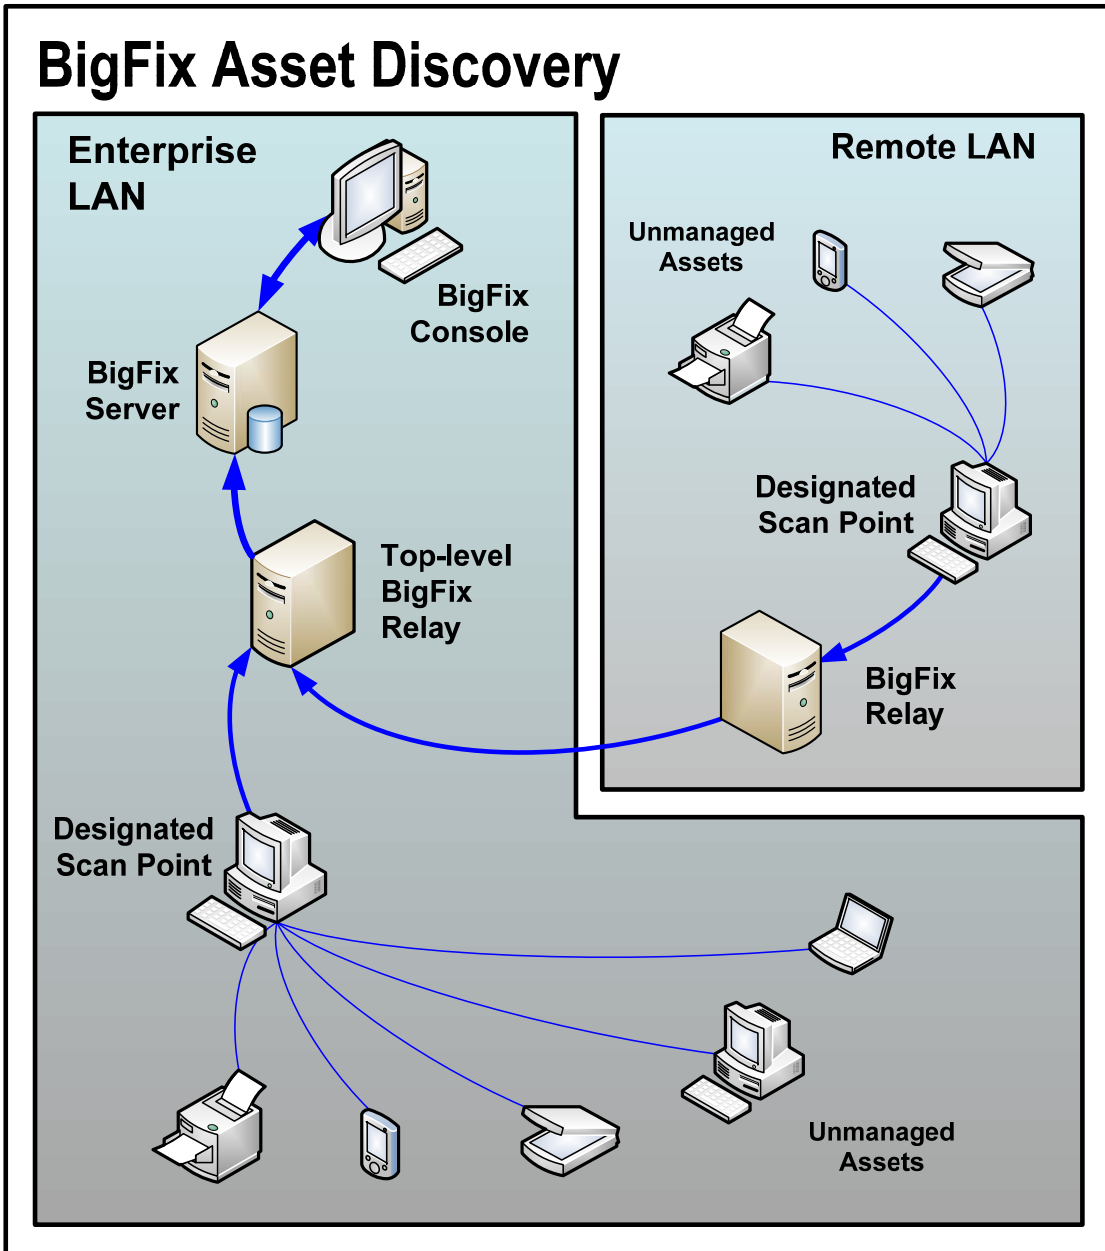 BigFix Asset Discovery
Enterprise
LAN
BigFix
Console
BigFix
Server
Top-level
BigFix
Relay
Designated
Scan Point
Unmanaged
Assets
Remote LAN
Unmanaged
Assets
Designated
Scan Point
BigFix
Relay